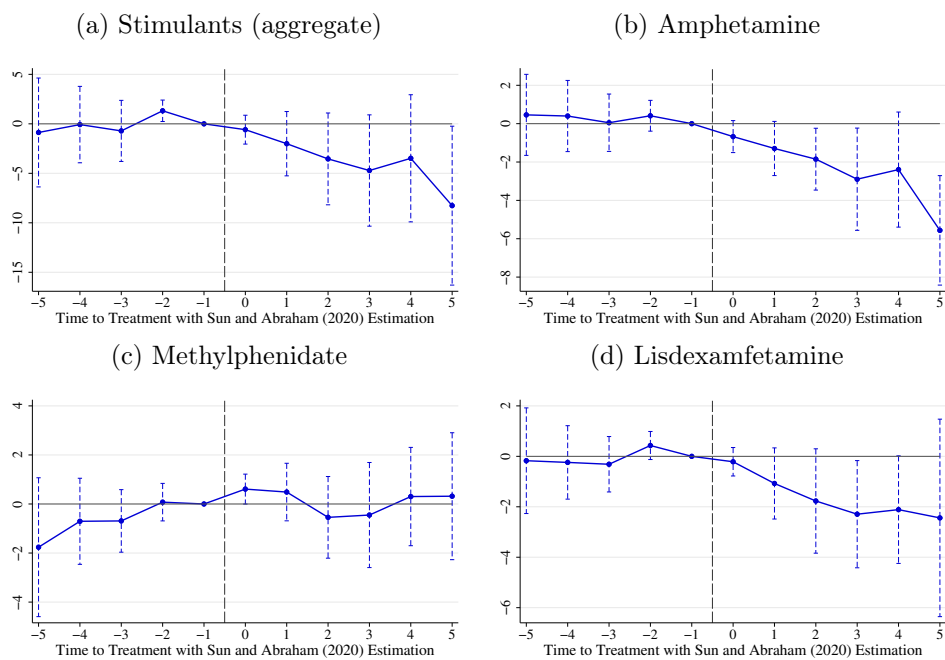 (a) Stimulants (aggregate)
(b) Amphetamine
5
0
−5
−10
−15
−5 −4 −3 −2 −1 0 1 2 3 4 5
Time to Treatment with Sun and Abraham (2020) Estimation
2
0
−2
−4
−6
−8
−5 −4 −3 −2 −1 0 1 2 3 4 5
Time to Treatment with Sun and Abraham (2020) Estimation
(c) Methylphenidate
(d) Lisdexamfetamine
4
2
0
−2
−4
−5 −4 −3 −2 −1 0 1 2 3 4 5
Time to Treatment with Sun and Abraham (2020) Estimation
2
0
−2
−4
−6
−5 −4 −3 −2 −1 0 1 2 3 4 5
Time to Treatment with Sun and Abraham (2020) Estimation